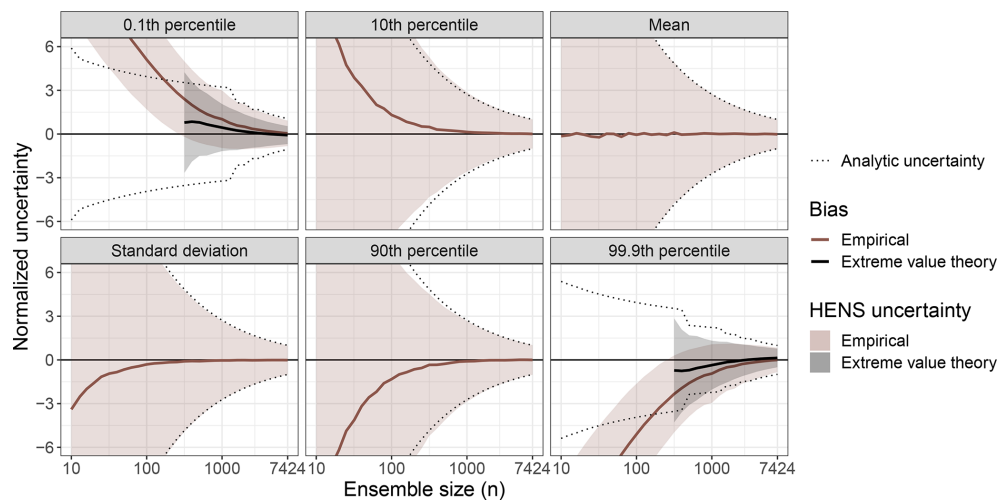 0.1th percentile
10th percentile
Mean
6
3
0
−3
−6
Normalized uncertainty
Standard deviation
90th percentile
99.9th percentile
6
3
0
−3
−6
10 100 1000 7424
10 100 1000 7424
10 100 1000 7424
Ensemble size (n)
Analytic uncertainty
Bias
Empirical
Extreme value theory
HENS uncertainty
Empirical
Extreme value theory